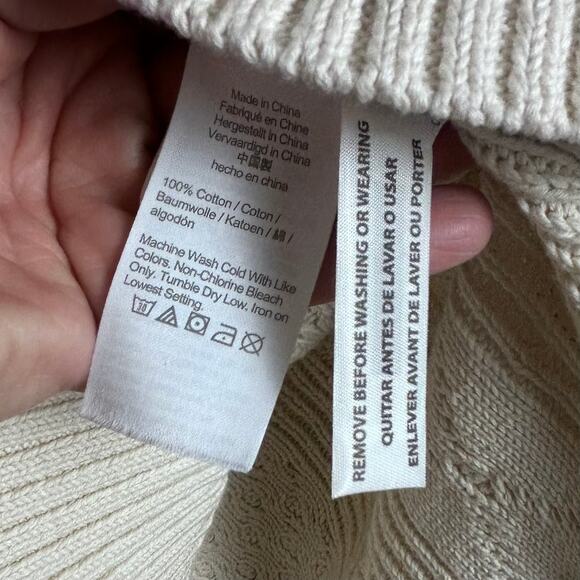 Made in China
Fabriqué en China
Hergestellt in China
Vervaardigd in China
中國製
hecho en china
100% Cotton / Coton /
Baumwolle / Katoen / 綿 /
algodón
Machine Wash Cold With Like
Colors. Non-Chlorine Bleach
Only. Tumble Dry Low. Iron on
Lowest Setting.
30
REMOVE BEFORE WASHING OR WEARING
QUITAR ANTES DE LAVAR O USAR
ENLEVER AVANT DE LAVER OU PORTER